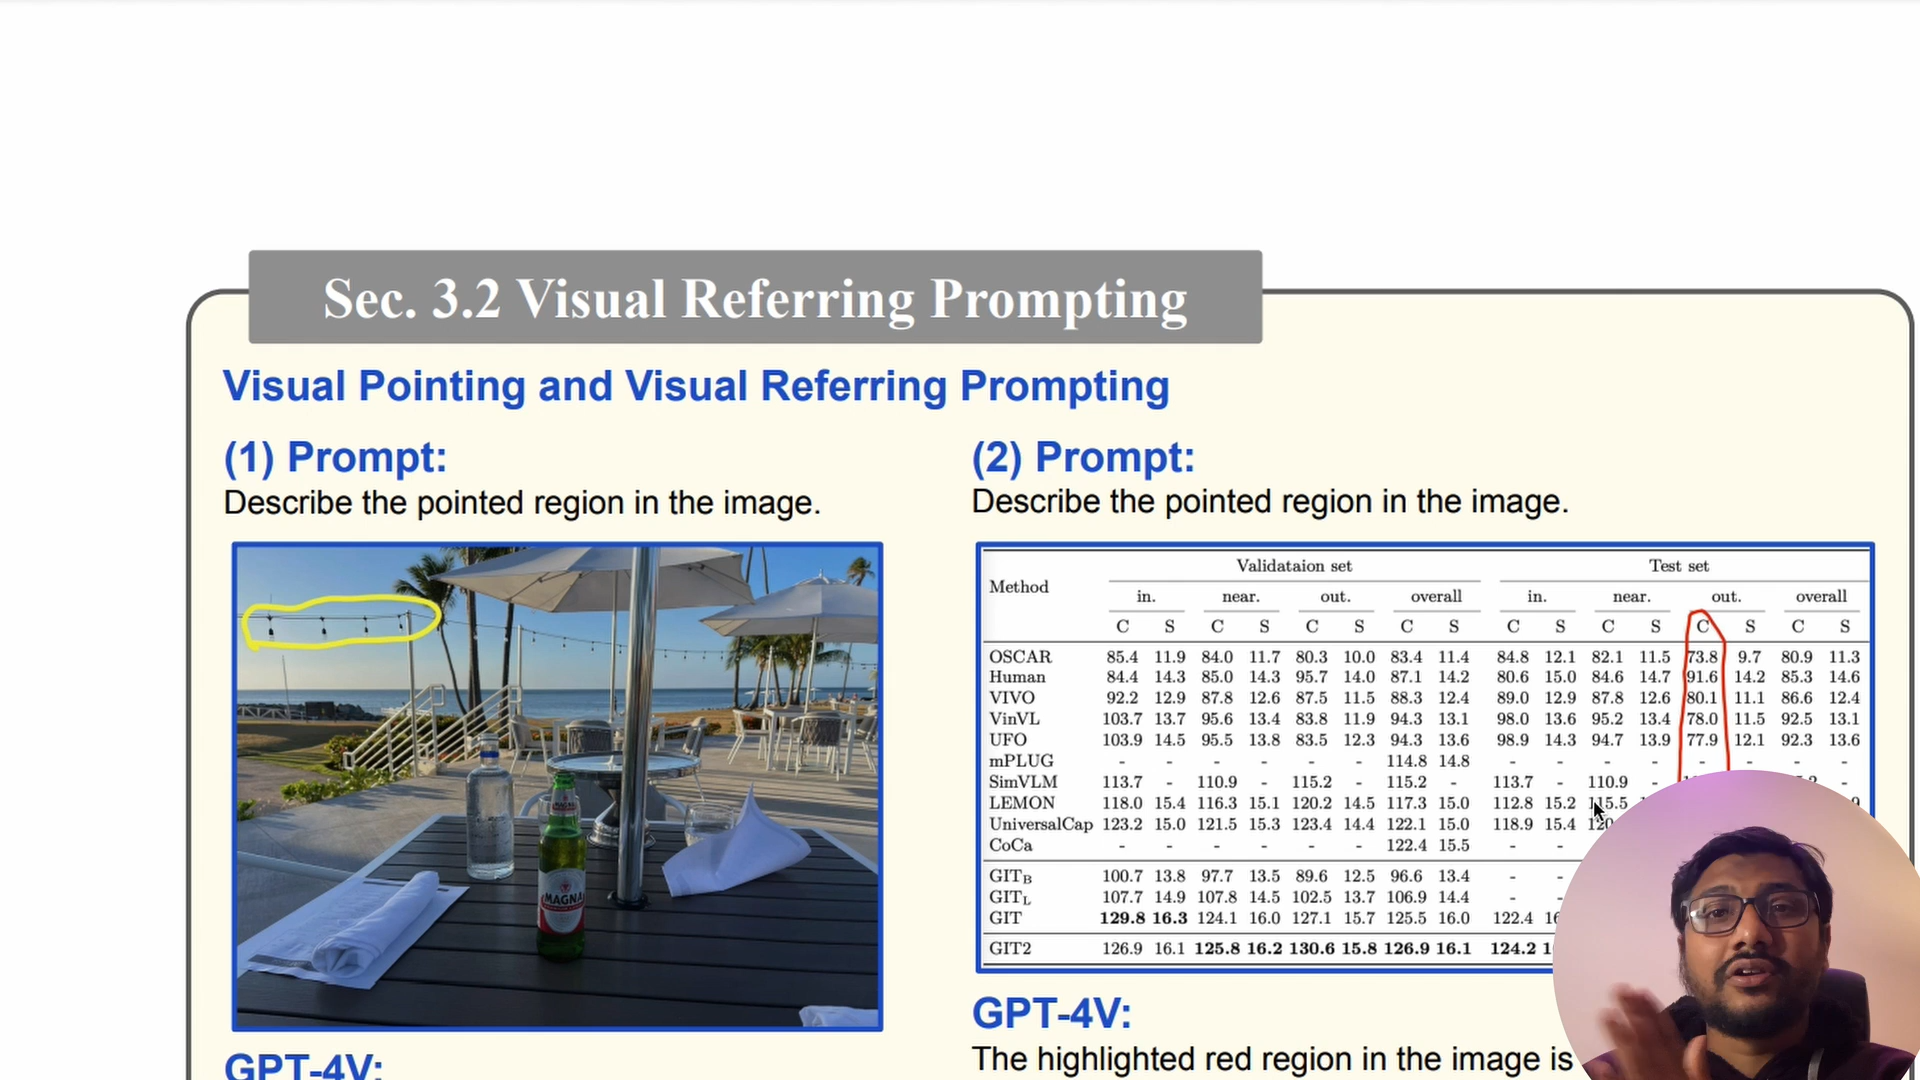 Sec. 3.2 Visual Referring Prompting
Visual Pointing and Visual Referring Prompting
(1) Prompt:
Describe the pointed region in the image.
MAGNA
MAGNA
GPT-4V:
(2) Prompt:
Describe the pointed region in the image.
Validataion set Test set
Method
in. near. out. overall in. near. out. overall
C S C S C S C S C S C S C S C S
OSCAR 85.4 11.9 84.0 11.7 80.3 10.0 83.4 11.4 84.8 12.1 82.1 11.5 73.8 9.7 80.9 11.3
Human 84.4 14.3 85.0 14.3 95.7 14.0 87.1 14.2 80.6 15.0 84.6 14.7 91.6 14.2 85.3 14.6
VIVO 92.2 12.9 87.8 12.6 87.5 11.5 88.3 12.4 89.0 12.9 87.8 12.6 80.1 11.1 86.6 12.4
VinVL 103.7 13.7 95.6 13.4 83.8 11.9 94.3 13.1 98.0 13.6 95.2 13.4 78.0 11.5 92.5 13.1
UFO 103.9 14.5 95.5 13.8 83.5 12.3 94.3 13.6 98.9 14.3 94.7 13.9 77.9 12.1 92.3 13.6
mPLUG - - - - - - 114.8 14.8 - - - - - - - -
SimVLM 113.7 - 110.9 - 115.2 - 115.2 - 113.7 - 110.9 - -
LEMON 118.0 15.4 116.3 15.1 120.2 14.5 117.3 15.0 112.8 15.2
UniversalCap 123.2 15.0 121.5 15.3 123.4 14.4 122.1 15.0 118.9 15.4
CoCa - - - - - - 122.4 15.5 - -
GITB 100.7 13.8 97.7 13.5 89.6 12.5 96.6 13.4 - -
GITL 107.7 14.9 107.8 14.5 102.5 13.7 106.9 14.4 - -
GIT 129.8 16.3 124.1 16.0 127.1 15.7 125.5 16.0 122.4
GIT2 126.9 16.1 125.8 16.2 130.6 15.8 126.9 16.1 124.2
GPT-4V:
The highlighted red region in the image is